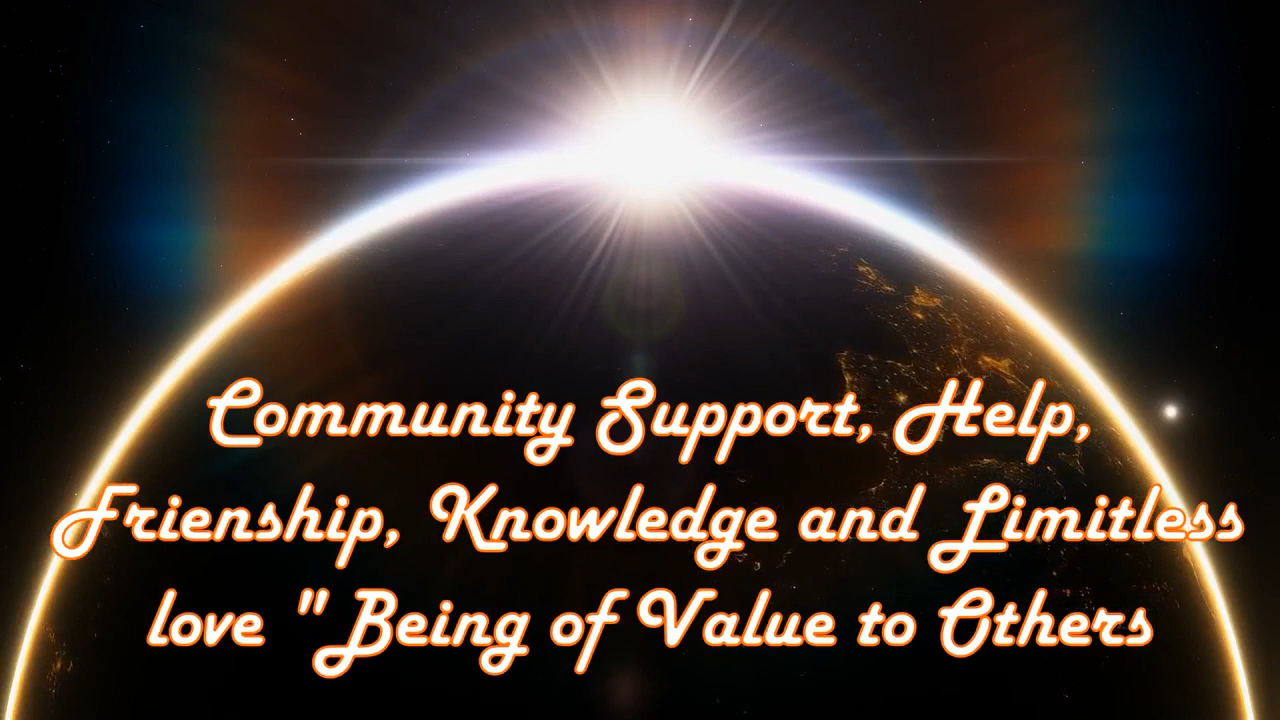 Community Support, Help,
Frienship, Knowledge and Limitless
love "Being of Value to Others